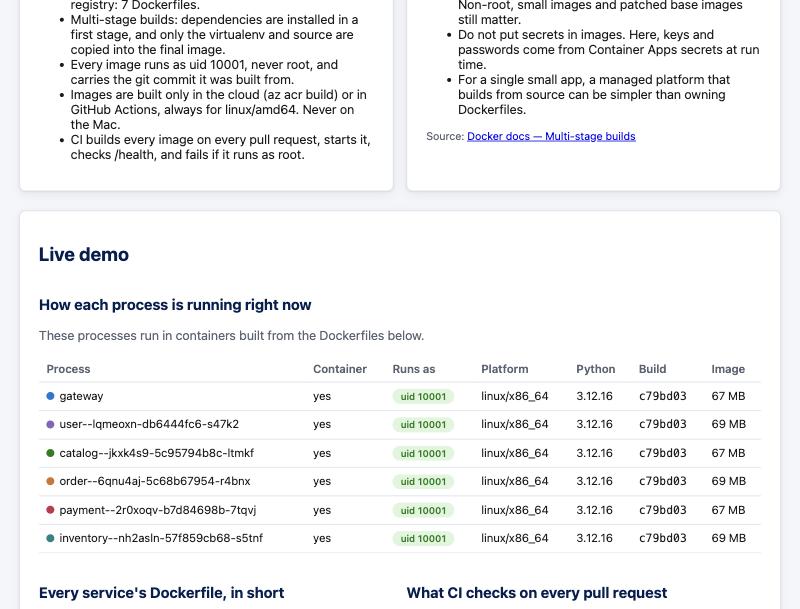 registry: 7 Dockerfiles.
• Multi-stage builds: dependencies are installed in a
first stage, and only the virtualenv and source are
copied into the final image.
• Every image runs as uid 10001, never root, and
carries the git commit it was built from.
• Images are built only in the cloud (az acr build) or in
GitHub Actions, always for linux/amd64. Never on
the Mac.
• CI builds every image on every pull request, starts it,
checks /health, and fails if it runs as root.
Non-root, small images and patched base images
still matter.
• Do not put secrets in images. Here, keys and
passwords come from Container Apps secrets at run
time.
• For a single small app, a managed platform that
builds from source can be simpler than owning
Dockerfiles.
Source: Docker docs — Multi-stage builds
Live demo
How each process is running right now
These processes run in containers built from the Dockerfiles below.
Process Container Runs as Platform Python Build Image
gateway yes uid 10001 linux/x86_64 3.12.16 c79bd03 67 MB
user--lqmeoxn-db6444fc6-s47k2 yes uid 10001 linux/x86_64 3.12.16 c79bd03 69 MB
catalog--jkxk4s9-5c95794b8c-ltmkf yes uid 10001 linux/x86_64 3.12.16 c79bd03 67 MB
order--6qnu4aj-5c68b67954-r4bnx yes uid 10001 linux/x86_64 3.12.16 c79bd03 69 MB
payment--2r0xoqv-b7d84698b-7tqvj yes uid 10001 linux/x86_64 3.12.16 c79bd03 67 MB
inventory--nh2asln-57f859cb68-s5tnf yes uid 10001 linux/x86_64 3.12.16 c79bd03 69 MB
Every service's Dockerfile, in short
What CI checks on every pull request